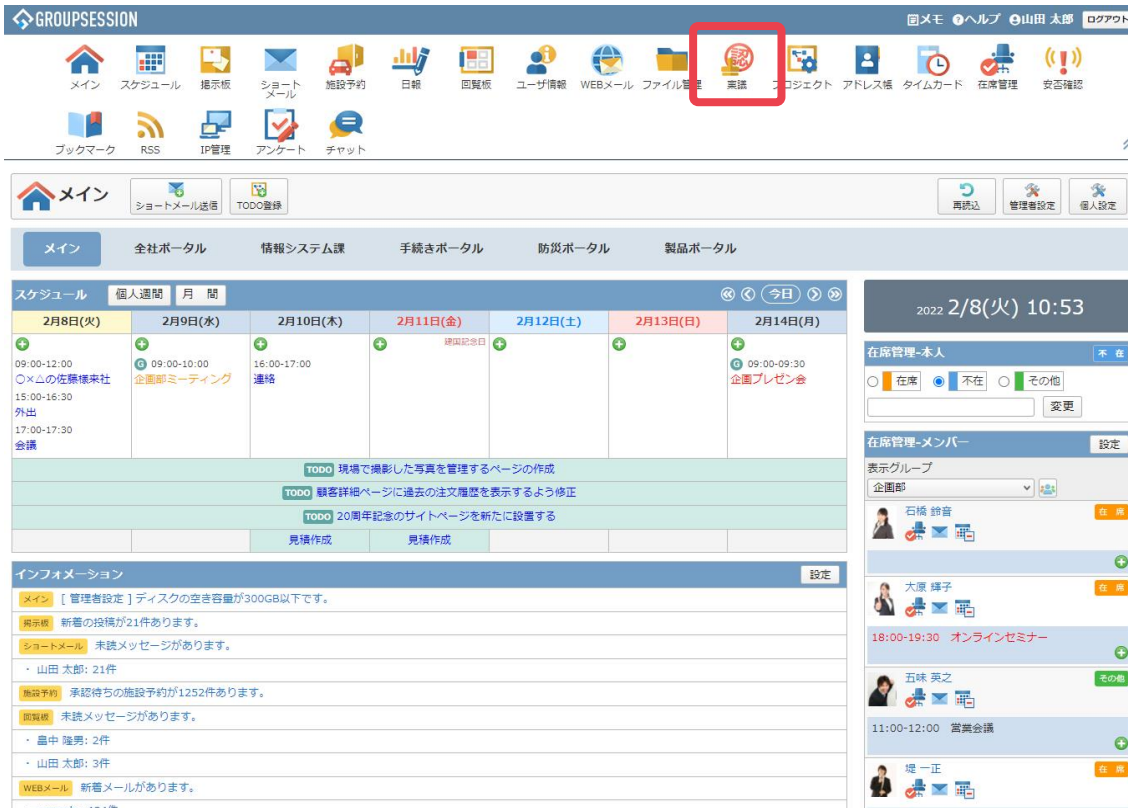 GROUPSESSION
メモ ヘルプ 山田 太郎 ログアウト
メイン スケジュール 掲示板 ショートメール 施設予約 日報 回覧板 ユーザ情報 WEBメール ファイル管理 稟議 プロジェクト アドレス帳 タイムカード 在席管理 安否確認
ブックマーク RSS IP管理 アンケート チャット
メイン ショートメール送信 TODO登録 再読込 管理者設定 個人設定
メイン 全社ポータル 情報システム課 手続きポータル 防災ポータル 製品ポータル
スケジュール 個人週間 月 間 今日
2月8日(火) 2月9日(水) 2月10日(木) 2月11日(金) 2月12日(土) 2月13日(日) 2月14日(月)
建国記念日
09:00-12:00
○×△の佐藤様来社
15:00-16:30
外出
17:00-17:30
会議
G 09:00-10:00
企画部ミーティング
16:00-17:00
連絡
G 09:00-09:30
企画プレゼン会
TODO 現場で撮影した写真を管理するページの作成
TODO 顧客詳細ページに過去の注文履歴を表示するよう修正
TODO 20周年記念のサイトページを新たに設置する
見積作成 見積作成
インフォメーション 設定
メイン [ 管理者設定 ] ディスクの空き容量が300GB以下です。
掲示板 新着の投稿が21件あります。
ショートメール 未読メッセージがあります。
・ 山田 太郎: 21件
施設予約 承認待ちの施設予約が1252件あります。
回覧板 未読メッセージがあります。
・ 畠中 隆男: 2件
・ 山田 太郎: 3件
WEBメール 新着メールがあります。
2022 2/8(火) 10:53
在席管理-本人 不 在
在席 不在 その他
変更
在席管理-メンバー 設定
表示グループ
企画部
石橋 鈴音 在 席
大原 輝子 在 席
18:00-19:30 オンラインセミナー
五味 英之 その他
11:00-12:00 営業会議
堤 一正 在 席